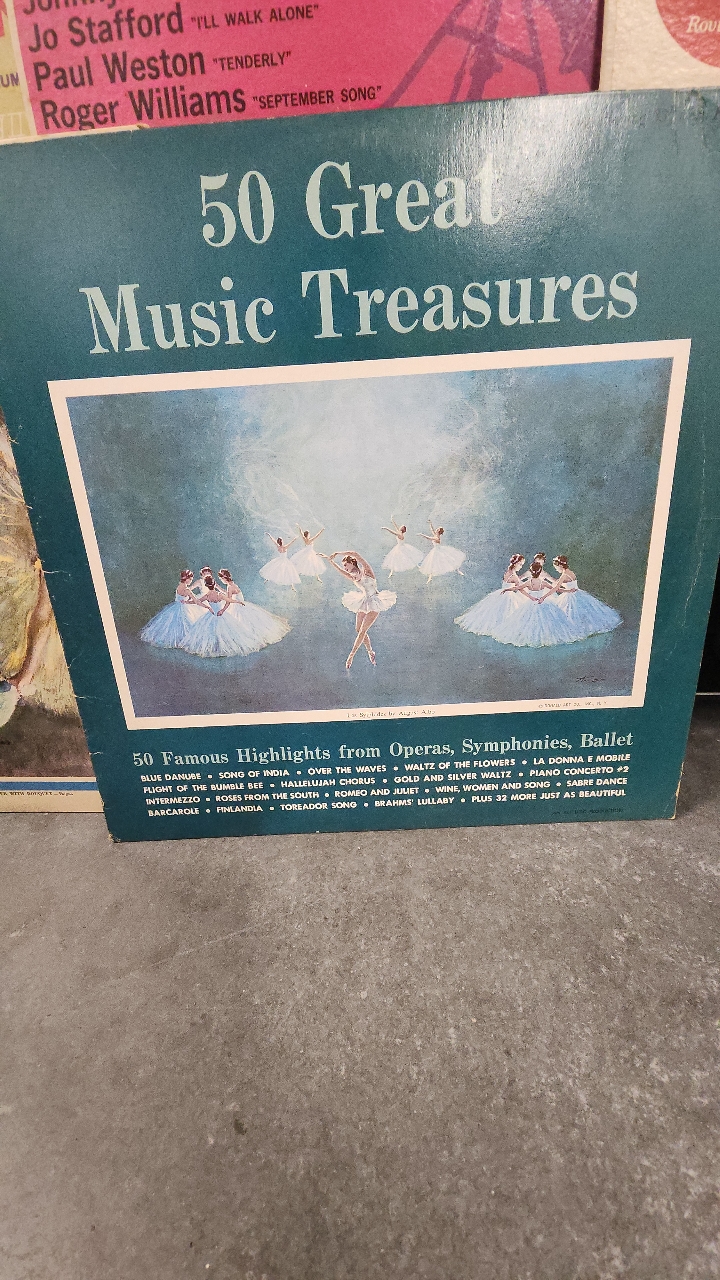 Jo Stafford "I'LL WALK ALONE"
Paul Weston "TENDERLY"
Roger Williams "SEPTEMBER SONG"
50 Great
Music Treasures
50 Famous Highlights from Operas, Symphonies, Ballet
BLUE DANUBE • SONG OF INDIA • OVER THE WAVES • WALTZ OF THE FLOWERS • LA DONNA E MOBILE
FLIGHT OF THE BUMBLE BEE • HALLELUJAH CHORUS • GOLD AND SILVER WALTZ • PIANO CONCERTO #2
INTERMEZZO • ROSES FROM THE SOUTH • ROMEO AND JULIET • WINE, WOMEN AND SONG • SABRE DANCE
BARCAROLE • FINLANDIA • TOREADOR SONG • BRAHMS' LULLABY • PLUS 32 MORE JUST AS BEAUTIFUL